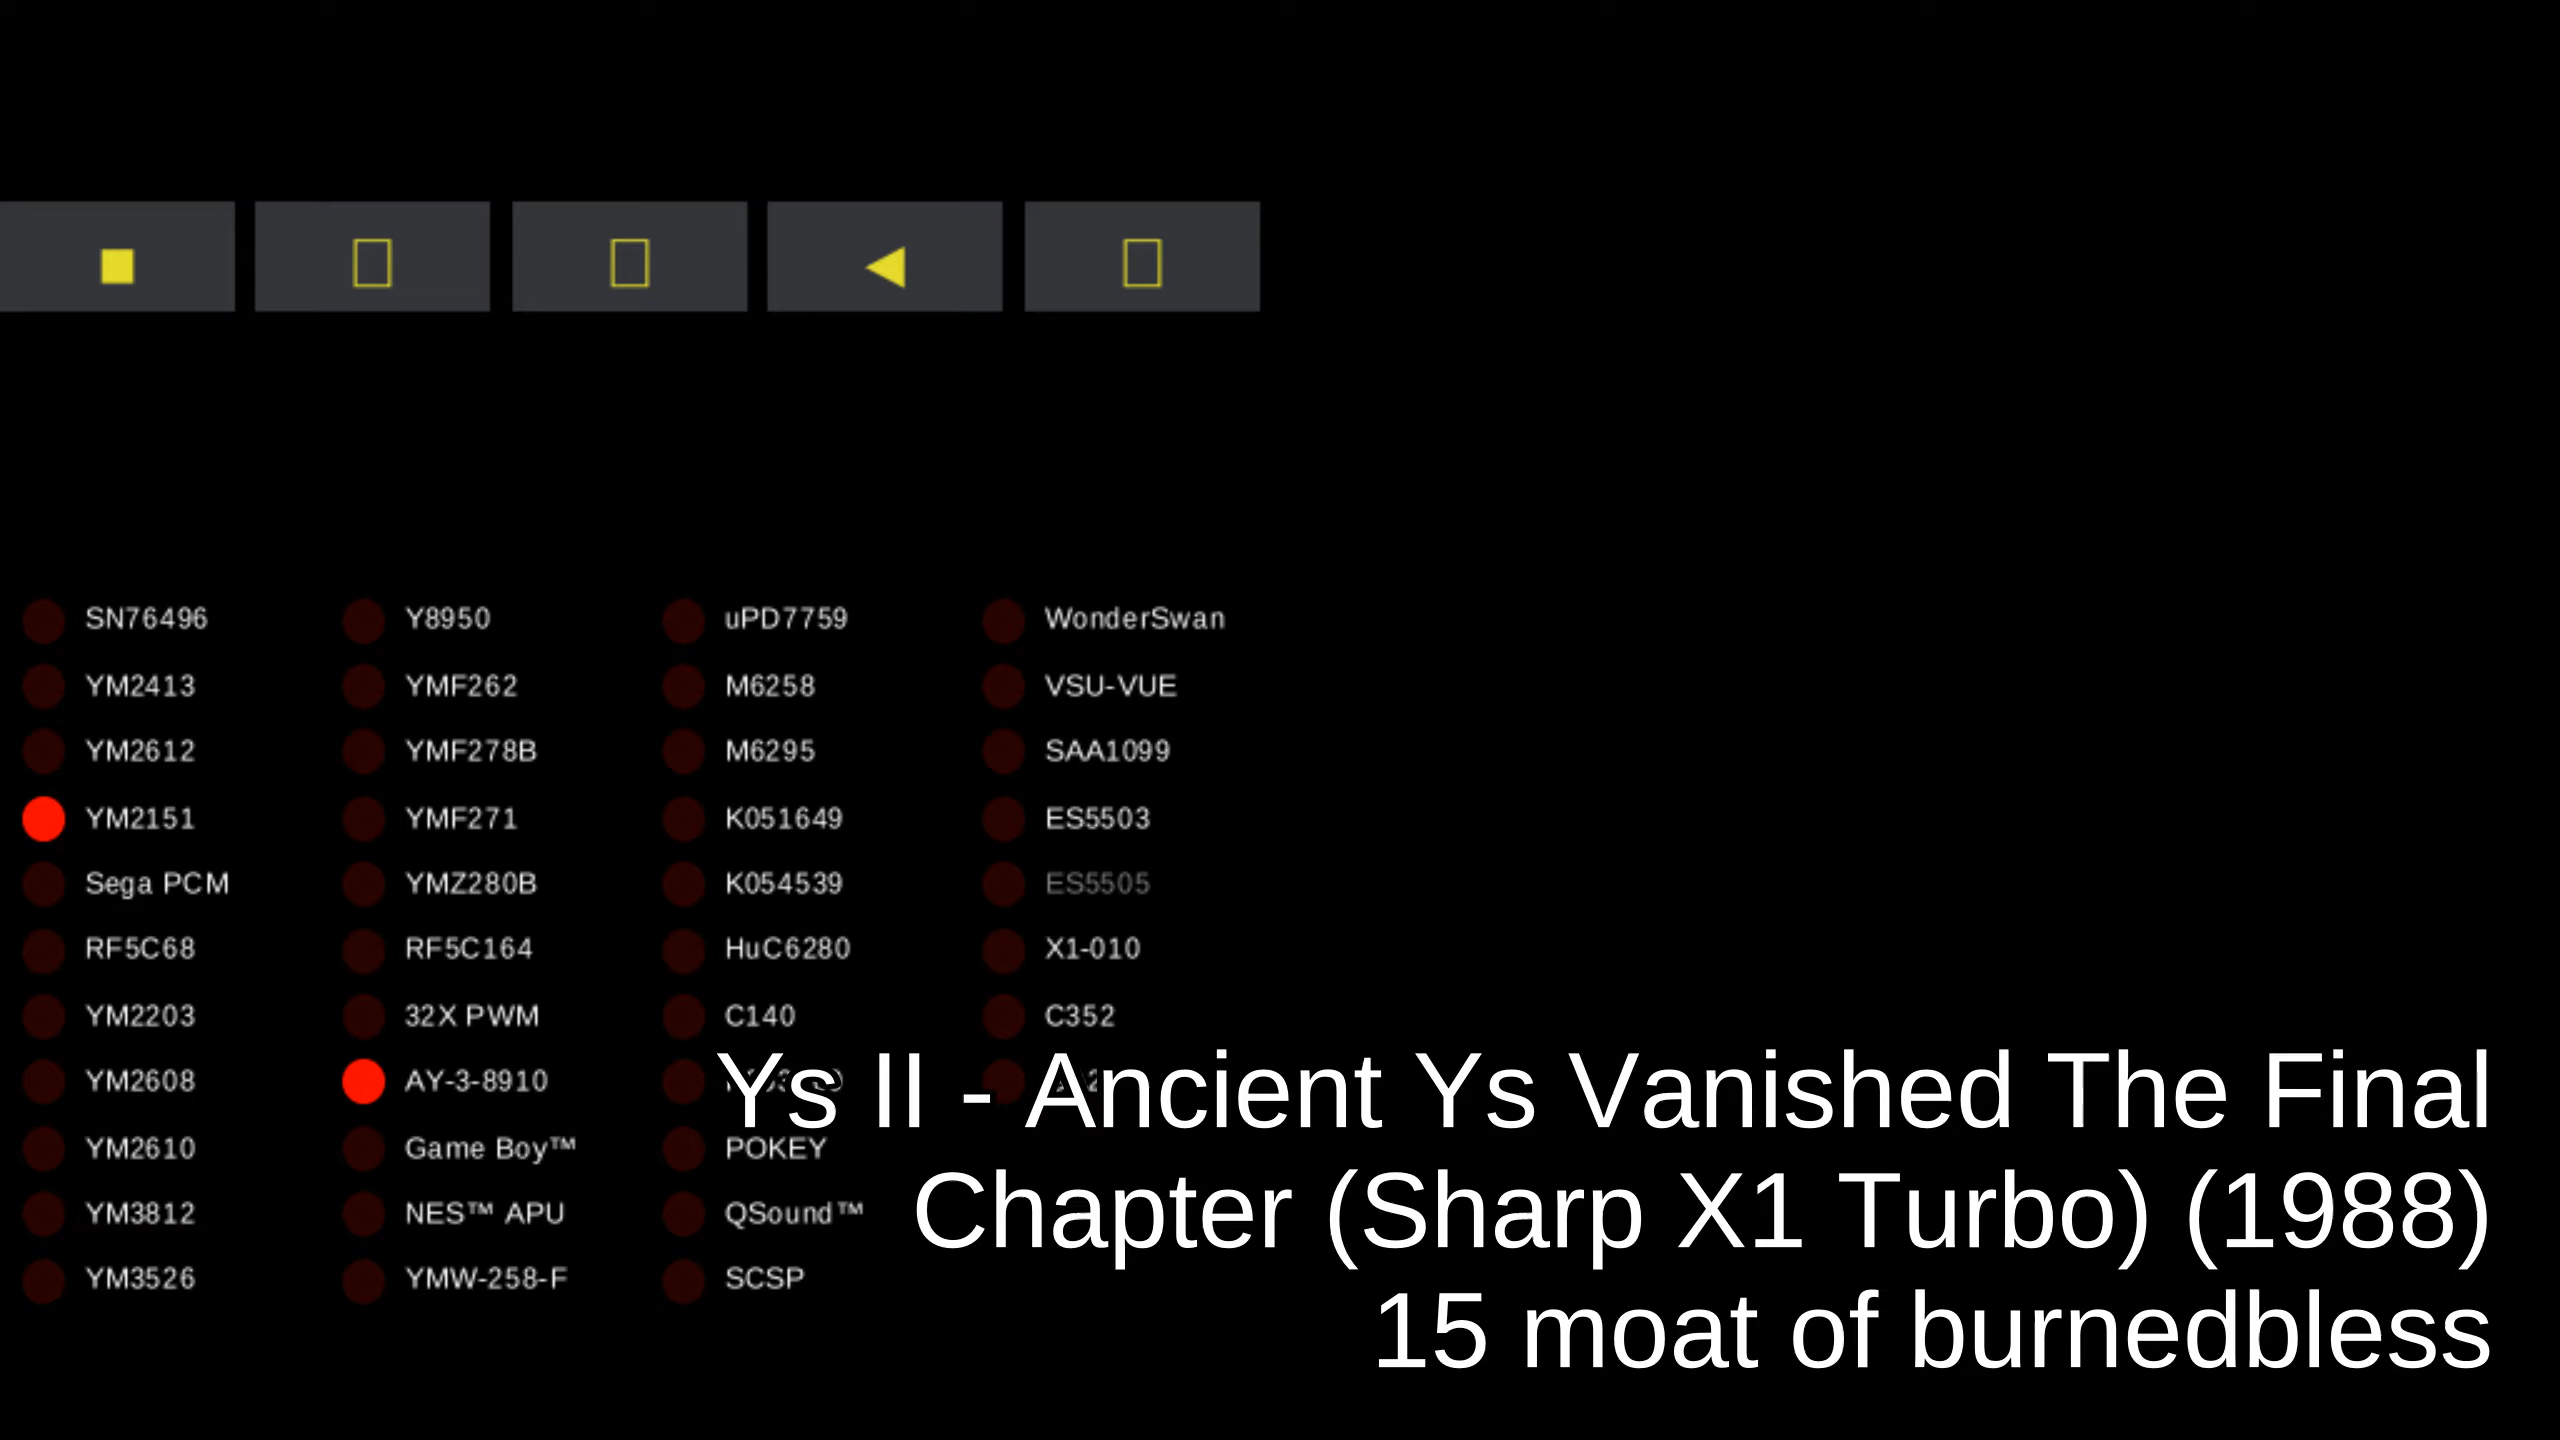 SN76496 Y8950 uPD7759 WonderSwan
YM2413 YMF262 M6258 VSU-VUE
YM2612 YMF278B M6295 SAA1099
YM2151 YMF271 K051649 ES5503
Sega PCM YMZ280B K054539 ES5505
RF5C68 RF5C164 HuC6280 X1-010
YM2203 32X PWM C140 C352
YM2608 AY-3-8910
YM2610 Game Boy™ POKEY
YM3812 NES™ APU QSound™
YM3526 YMW-258-F SCSP
Ys II - Ancient Ys Vanished The Final
Chapter (Sharp X1 Turbo) (1988)
15 moat of burnedbless